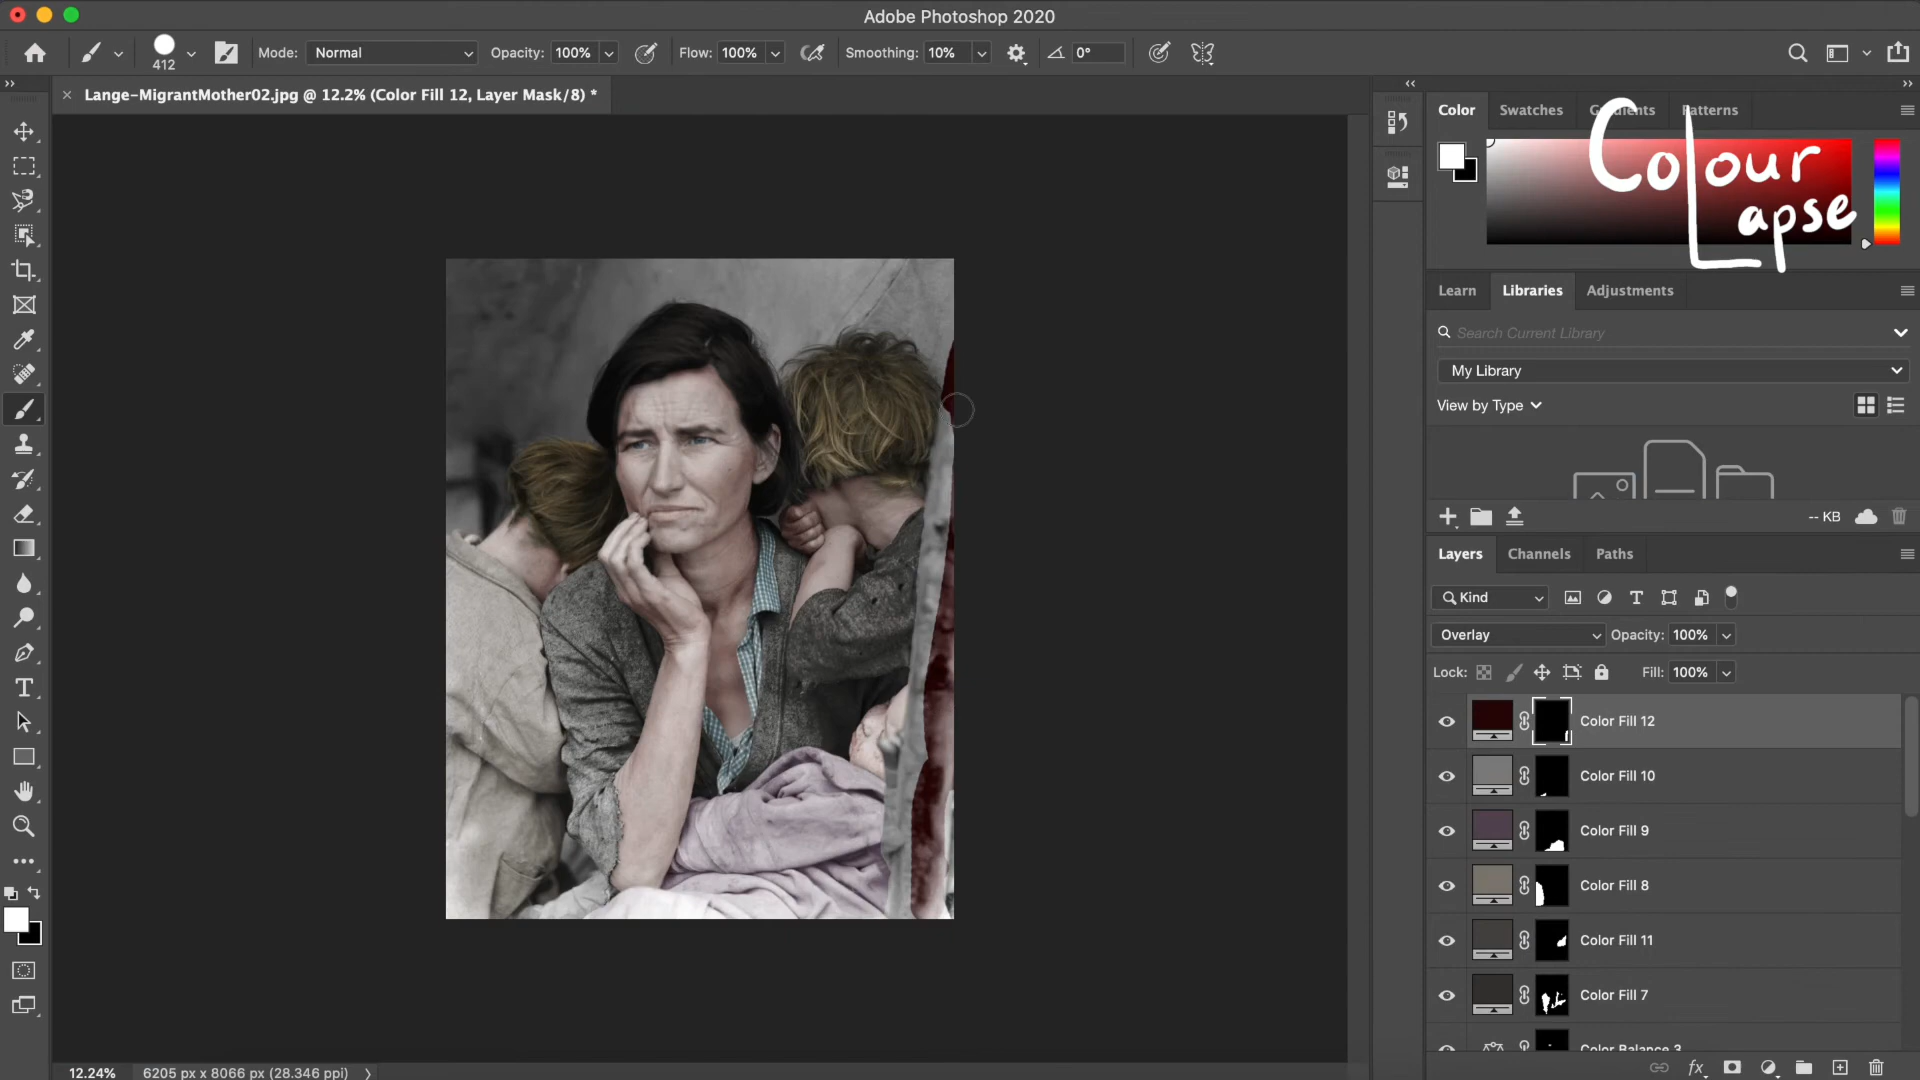 Adobe Photoshop 2020
412
Mode: Normal
Opacity: 100%
Flow: 100%
Smoothing: 10%
0°
Lange-MigrantMother02.jpg @ 12.2% (Color Fill 12, Layer Mask/8) *
Color
Swatches
Gradients
Patterns
Colour
Lapse
Learn
Libraries
Adjustments
Search Current Library
My Library
View by Type
-- KB
Layers
Channels
Paths
Kind
Overlay
Opacity: 100%
Lock:
Fill: 100%
Color Fill 12
Color Fill 10
Color Fill 9
Color Fill 8
Color Fill 11
Color Fill 7
Color Balance 3
fx
12.24%
6205 px x 8066 px (28.346 ppi)